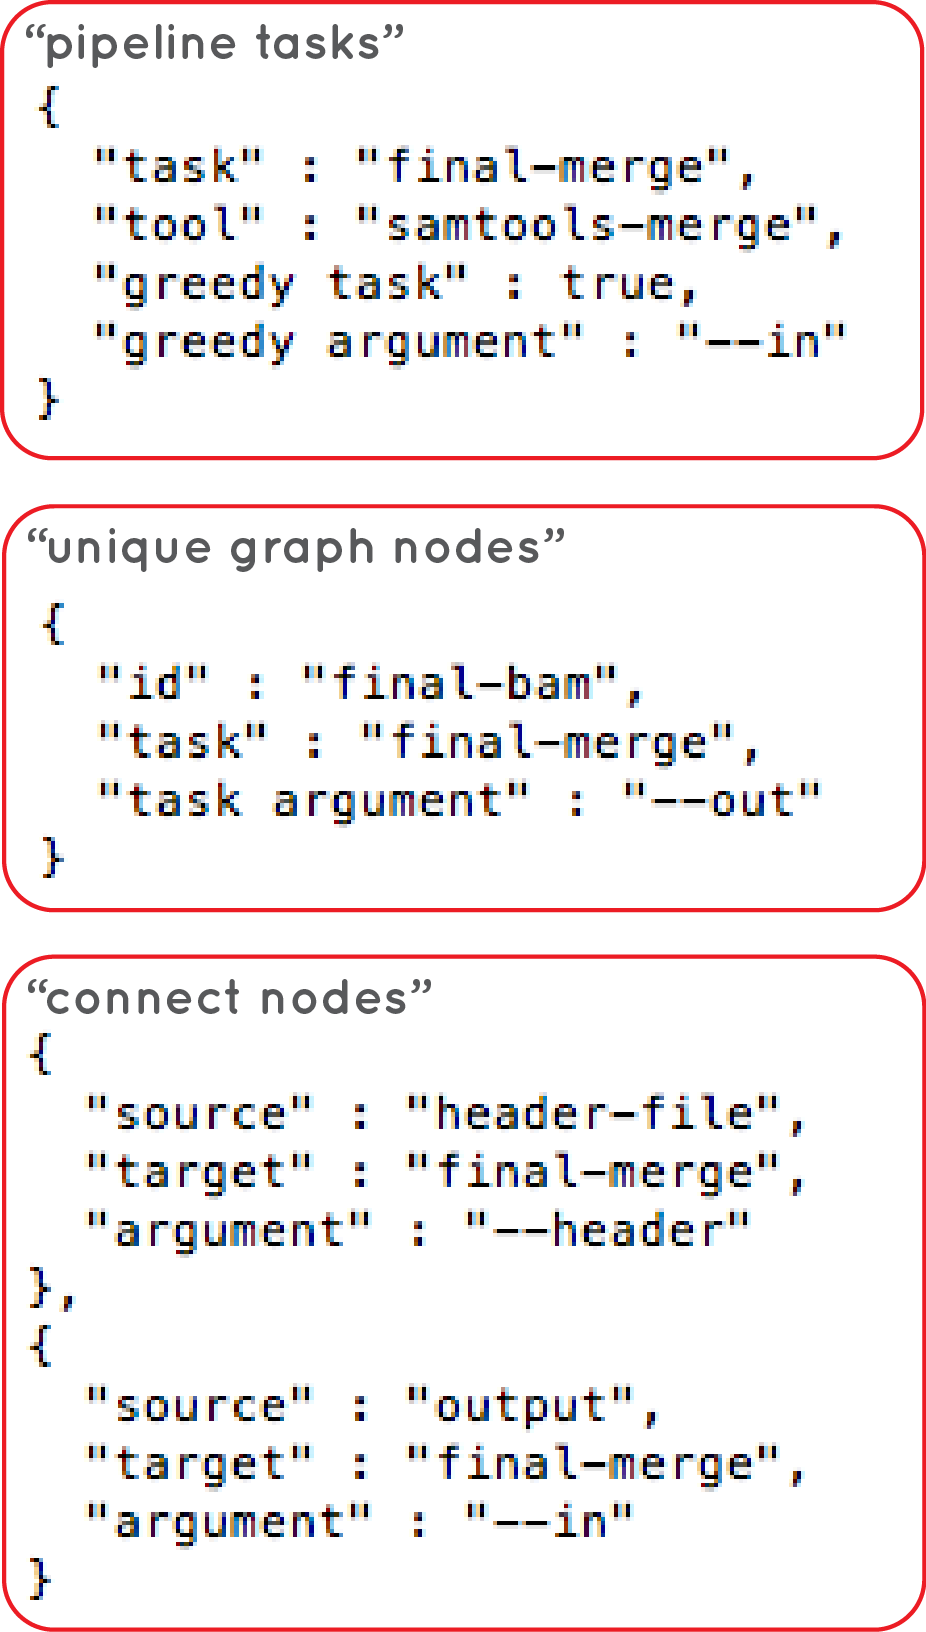 “pipeline tasks”
{
"task" : "final-merge",
"tool" : "samtools-merge",
"greedy task" : true,
"greedy argument" : "--in"
}
“unique graph nodes”
{
"id" : "final-bam",
"task" : "final-merge",
"task argument" : "--out"
}
“connect nodes”
{
"source" : "header-file",
"target" : "final-merge",
"argument" : "--header"
},
{
"source" : "output",
"target" : "final-merge",
"argument" : "--in"
}